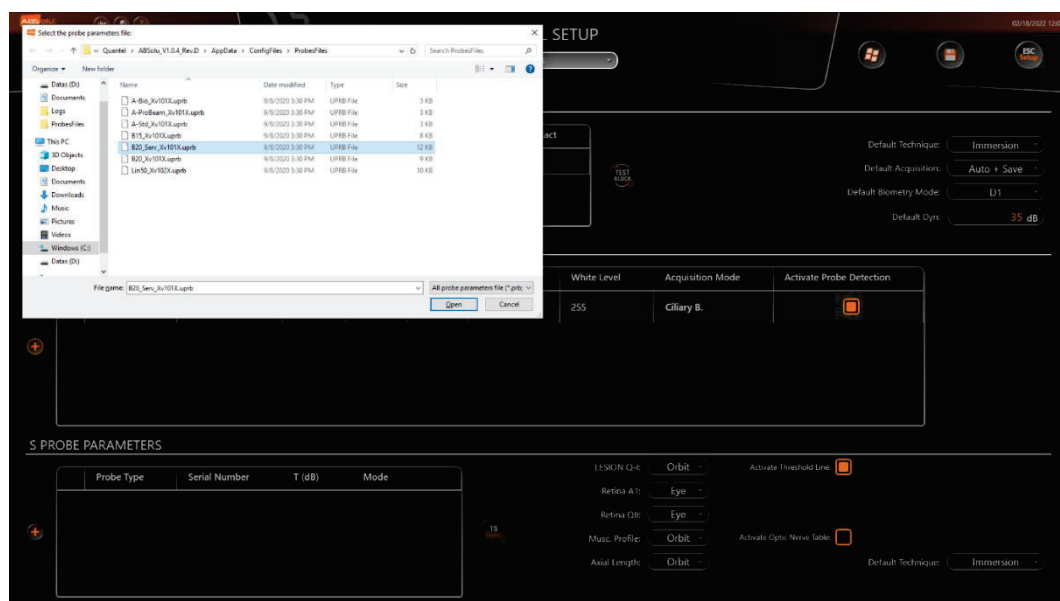 ABSolu
02/18/2022 12:0
Select the probe parameters file:
L SETUP
« Quantel > ABSolu_V1.0.4_Rev.D > AppData > ConfigFiles > ProbesFiles
Search ProbesFiles
ESC
Setup
Organize
New folder
Datas (D:)
Documents
Logs
ProbesFiles
This PC
3D Objects
Desktop
Documents
Downloads
Music
Pictures
Videos
Windows (C:)
Datas (D:)
Name Date modified Type Size
A-Bio_Xv101X.uprb 9/8/2020 3:30 PM UPRB File 3 KB
A-ProBeam_Xv101X.uprb 9/8/2020 3:30 PM UPRB File 3 KB
A-Std_Xv101X.uprb 9/8/2020 3:30 PM UPRB File 3 KB
B15_Xv101X.uprb 9/8/2020 3:30 PM UPRB File 8 KB
B20_Serv_Xv101X.uprb 9/8/2020 3:30 PM UPRB File 12 KB
B20_Xv101X.uprb 9/8/2020 3:30 PM UPRB File 9 KB
Lin50_Xv102X.uprb 9/8/2020 3:30 PM UPRB File 10 KB
File name: B20_Serv_Xv101X.uprb
All probe parameters file (*.prb;
Open Cancel
act
TEST
BLOCK
Default Technique: Immersion
Default Acquisition: Auto + Save
Default Biometry Mode: D1
Default Dyn: 35 dB
White Level Acquisition Mode Activate Probe Detection
255 Ciliary B.
S PROBE PARAMETERS
Probe Type Serial Number T (dB) Mode
TS
LESION Q-I: Orbit
Activate Threshold Line:
Retina A1: Eye
Retina QII: Eye
Musc. Profile: Orbit
Activate Optic Nerve Table:
Axial Length: Orbit
Default Technique: Immersion